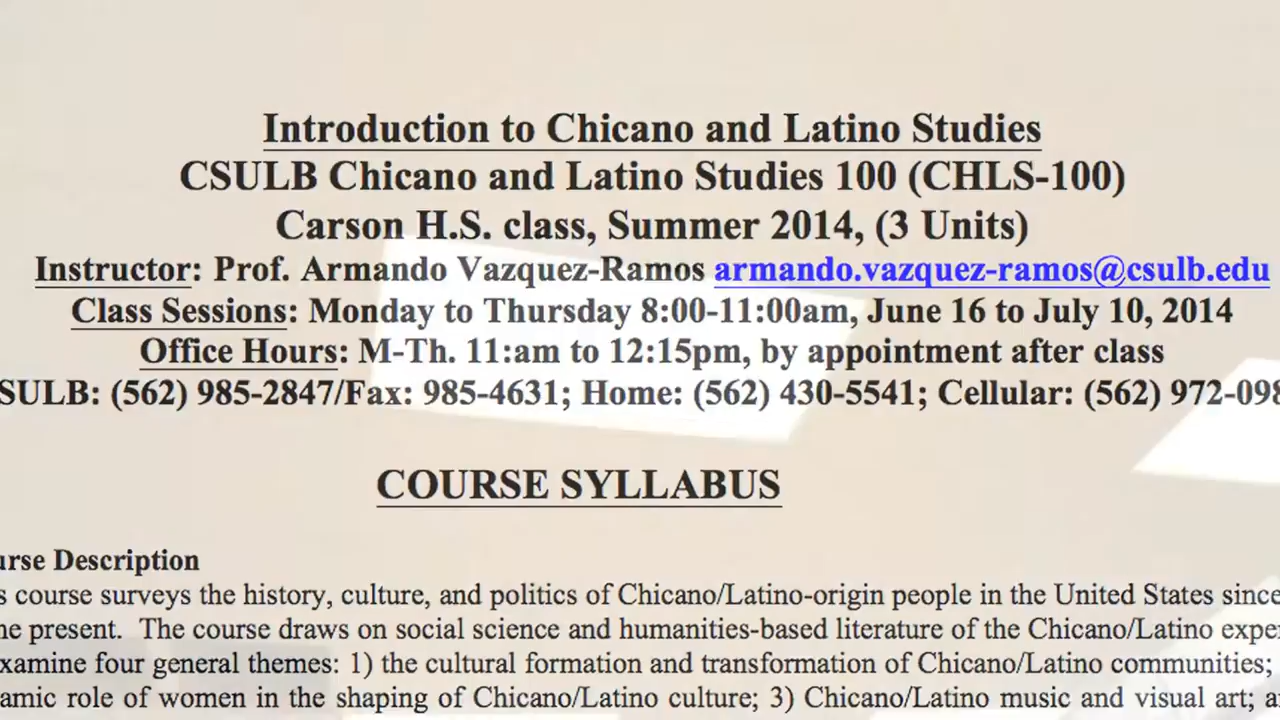 Introduction to Chicano and Latino Studies
CSULB Chicano and Latino Studies 100 (CHLS-100)
Carson H.S. class, Summer 2014, (3 Units)
Instructor: Prof. Armando Vazquez-Ramos armando.vazquez-ramos@csulb.edu
Class Sessions: Monday to Thursday 8:00-11:00am, June 16 to July 10, 2014
Office Hours: M-Th. 11:am to 12:15pm, by appointment after class
SULB: (562) 985-2847/Fax: 985-4631; Home: (562) 430-5541; Cellular: (562) 972-098
COURSE SYLLABUS
urse Description
s course surveys the history, culture, and politics of Chicano/Latino-origin people in the United States since
he present. The course draws on social science and humanities-based literature of the Chicano/Latino expe
xamine four general themes: 1) the cultural formation and transformation of Chicano/Latino communities;
amic role of women in the shaping of Chicano/Latino culture; 3) Chicano/Latino music and visual art; a